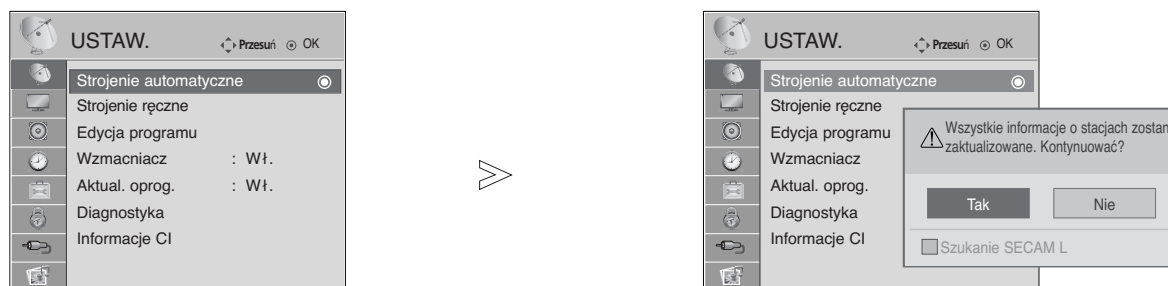 USTAW.
Przesuń
OK
Strojenie automatyczne
Strojenie ręczne
Edycja programu
Wzmacniacz : Wł.
Aktual. oprog. : Wł.
Diagnostyka
Informacje CI
USTAW.
Przesuń
OK
Strojenie automatyczne
Strojenie ręczne
Edycja programu
Wzmacniacz
Aktual. oprog.
Diagnostyka
Informacje CI
Wszystkie informacje o stacjach zostan
zaktualizowane. Kontynuować?
Tak
Nie
Szukanie SECAM L